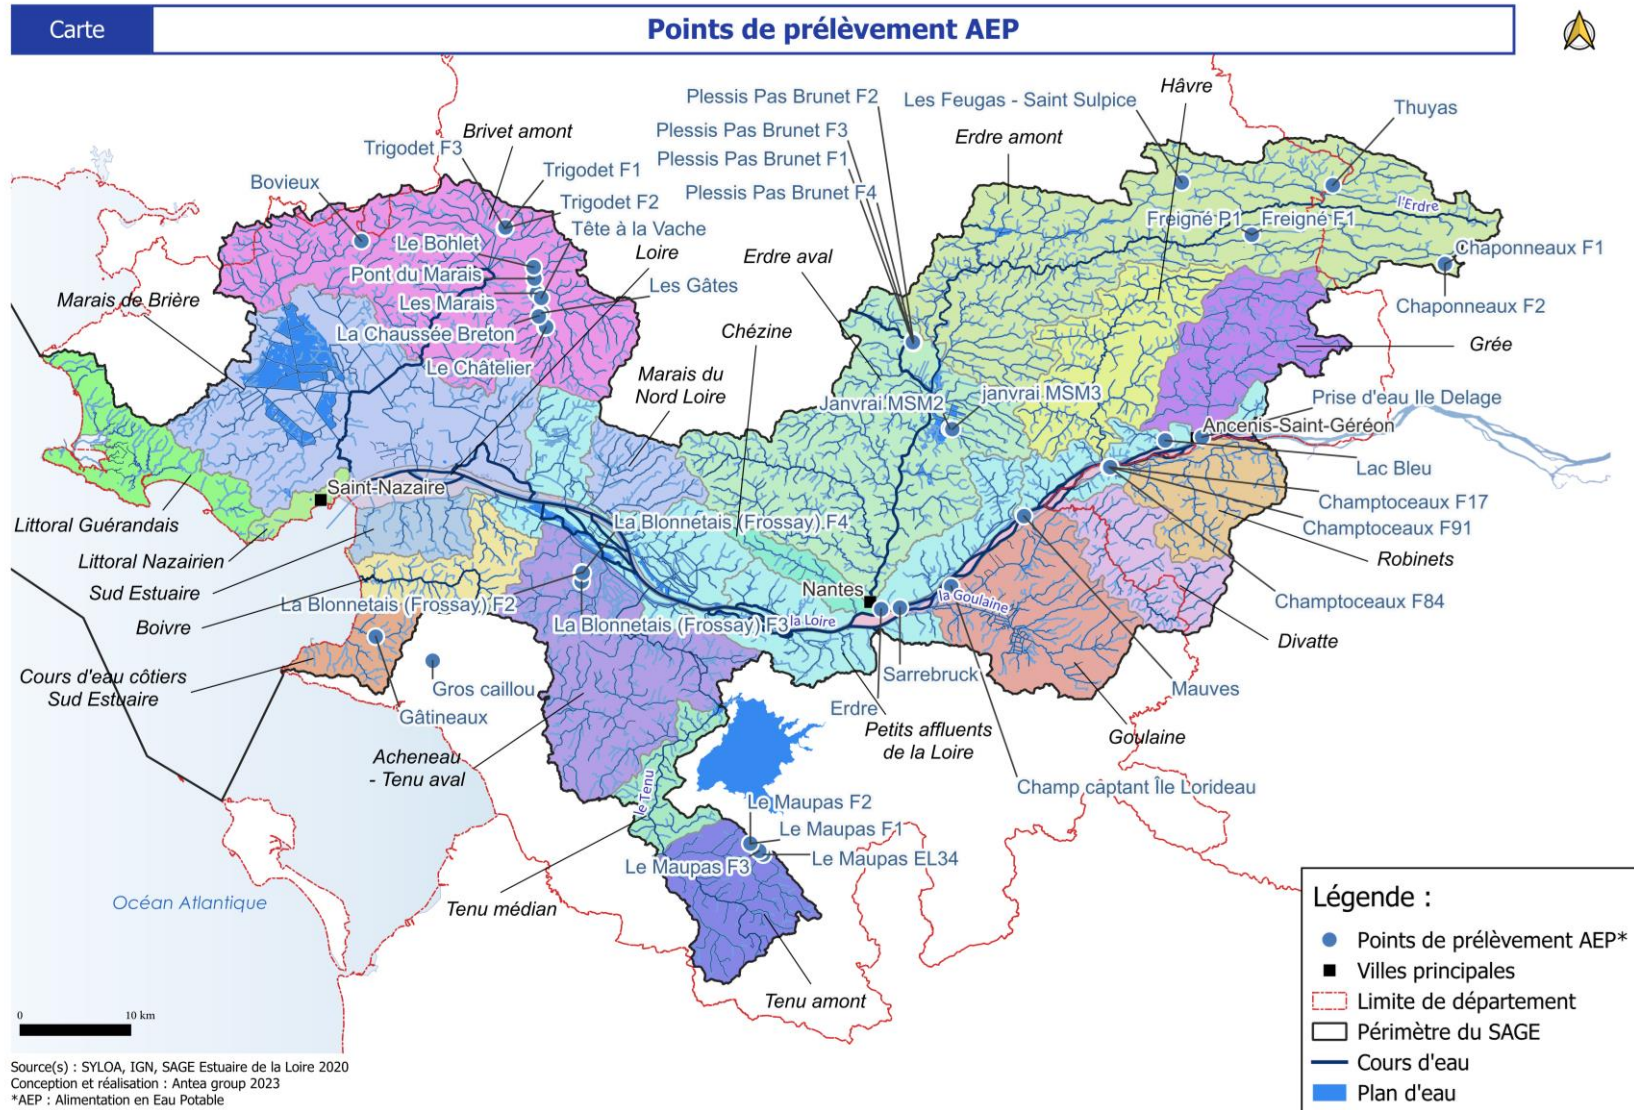 Carte
Points de prélèvement AEP
Plessis Pas Brunet F2
Les Feugas - Saint Sulpice
Hâvre
Thuyas
Brivet amont
Plessis Pas Brunet F3
Erdre amont
Trigodet F3
Plessis Pas Brunet F1
Bovieux
Trigodet F1
Plessis Pas Brunet F4
Trigodet F2
l'Erdre
Tête à la Vache
Freigné P1
Freigné F1
Le Bohlet
Loire
Erdre aval
Chaponneaux F1
Pont du Marais
Les Gâtes
Marais de Brière
Les Marais
Chaponneaux F2
La Chaussée Breton
Chézine
Grée
Le Châtelier
Marais du
Nord Loire
Janvrai MSM2
janvrai MSM3
Prise d'eau Ile Delage
Ancenis-Saint-Géréon
Lac Bleu
Saint-Nazaire
Champtoceaux F17
Littoral Guérandais
La Blonnetais (Frossay) F4
Champtoceaux F91
Littoral Nazairien
Robinets
Sud Estuaire
Nantes
la Goulaine
La Blonnetais (Frossay) F2
Champtoceaux F84
Boivre
La Blonnetais (Frossay) F3
la Loire
Divatte
Cours d'eau côtiers
Sud Estuaire
Gros caillou
Sarrebruck
Mauves
Gâtineaux
Erdre
Petits affluents
de la Loire
Goulaine
Acheneau
- Tenu aval
le Tenu
Champ captant Île Lorideau
Le Maupas F2
Le Maupas F1
Le Maupas F3
Le Maupas EL34
Océan Atlantique
Tenu médian
Tenu amont
Légende :
Points de prélèvement AEP*
Villes principales
Limite de département
Périmètre du SAGE
Cours d'eau
Plan d'eau
0 10 km
Source(s) : SYLOA, IGN, SAGE Estuaire de la Loire 2020
Conception et réalisation : Antea group 2023
*AEP : Alimentation en Eau Potable